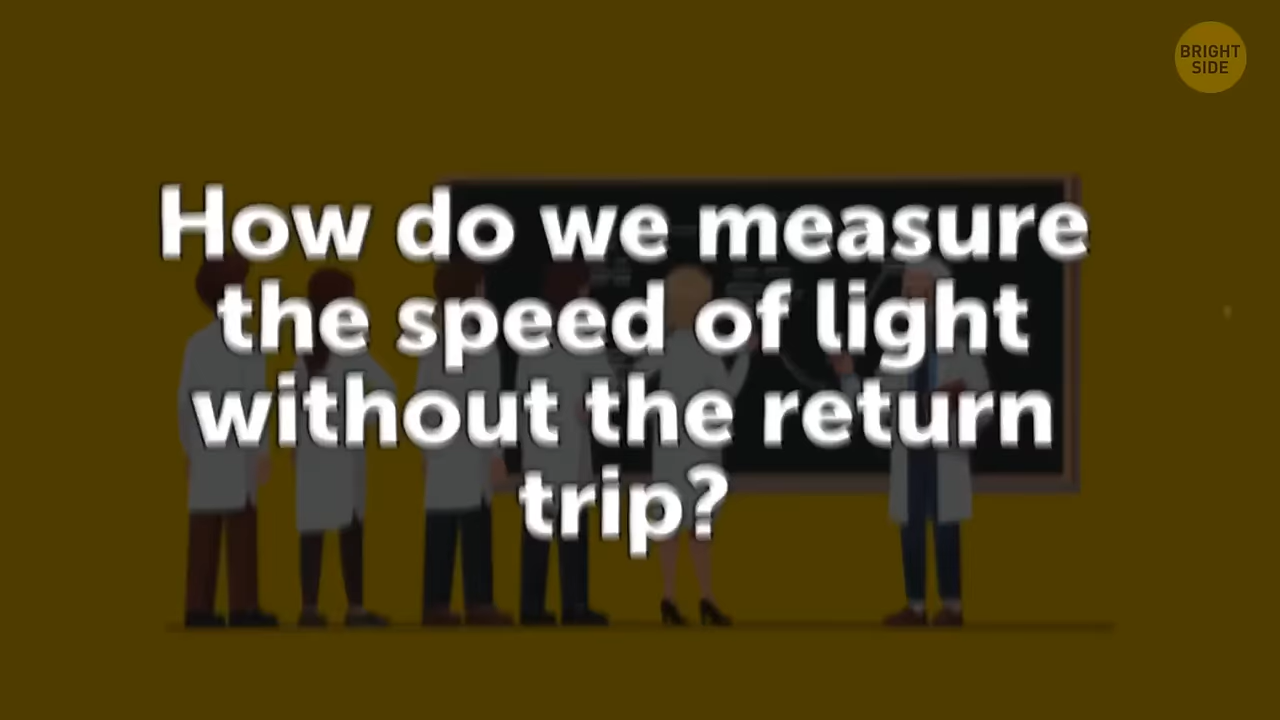 BRIGHT
SIDE
How do we measure
the speed of light
without the return
trip?